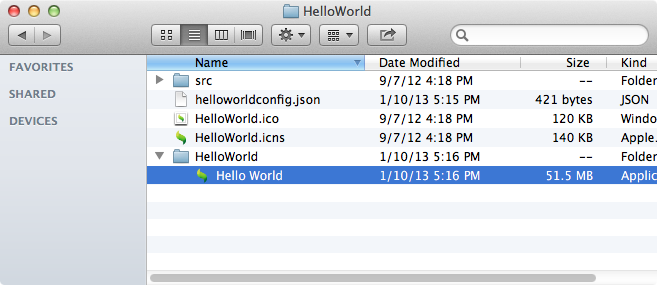 HelloWorld
FAVORITES
SHARED
DEVICES
Name Date Modified Size Kind
src 9/7/12 4:18 PM -- Folder
helloworldconfig.json 1/10/13 5:15 PM 421 bytes JSON
HelloWorld.ico 9/7/12 4:18 PM 120 KB Windo
HelloWorld.icns 9/7/12 4:18 PM 140 KB Apple.
HelloWorld 1/10/13 5:16 PM -- Folder
Hello World 1/10/13 5:16 PM 51.5 MB Applic